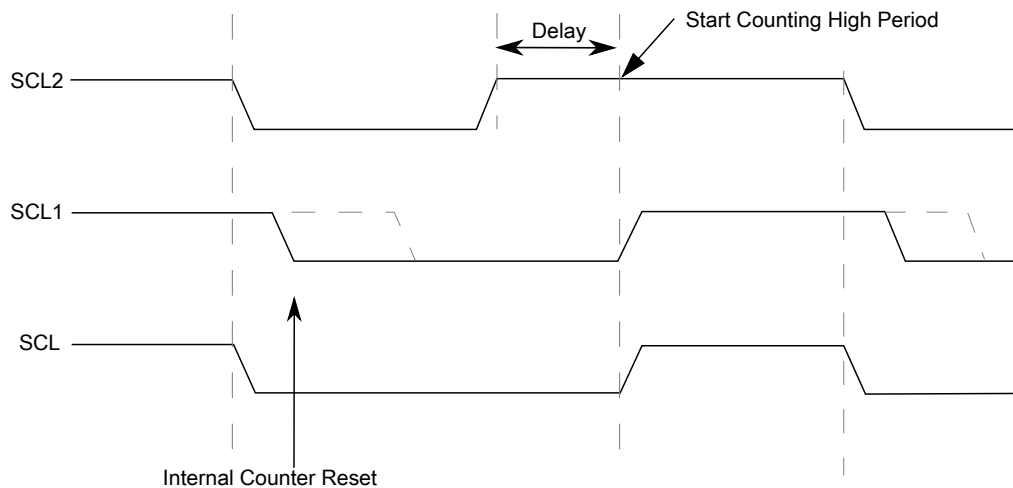 Start Counting High Period
Delay
SCL2
SCL1
SCL
Internal Counter Reset